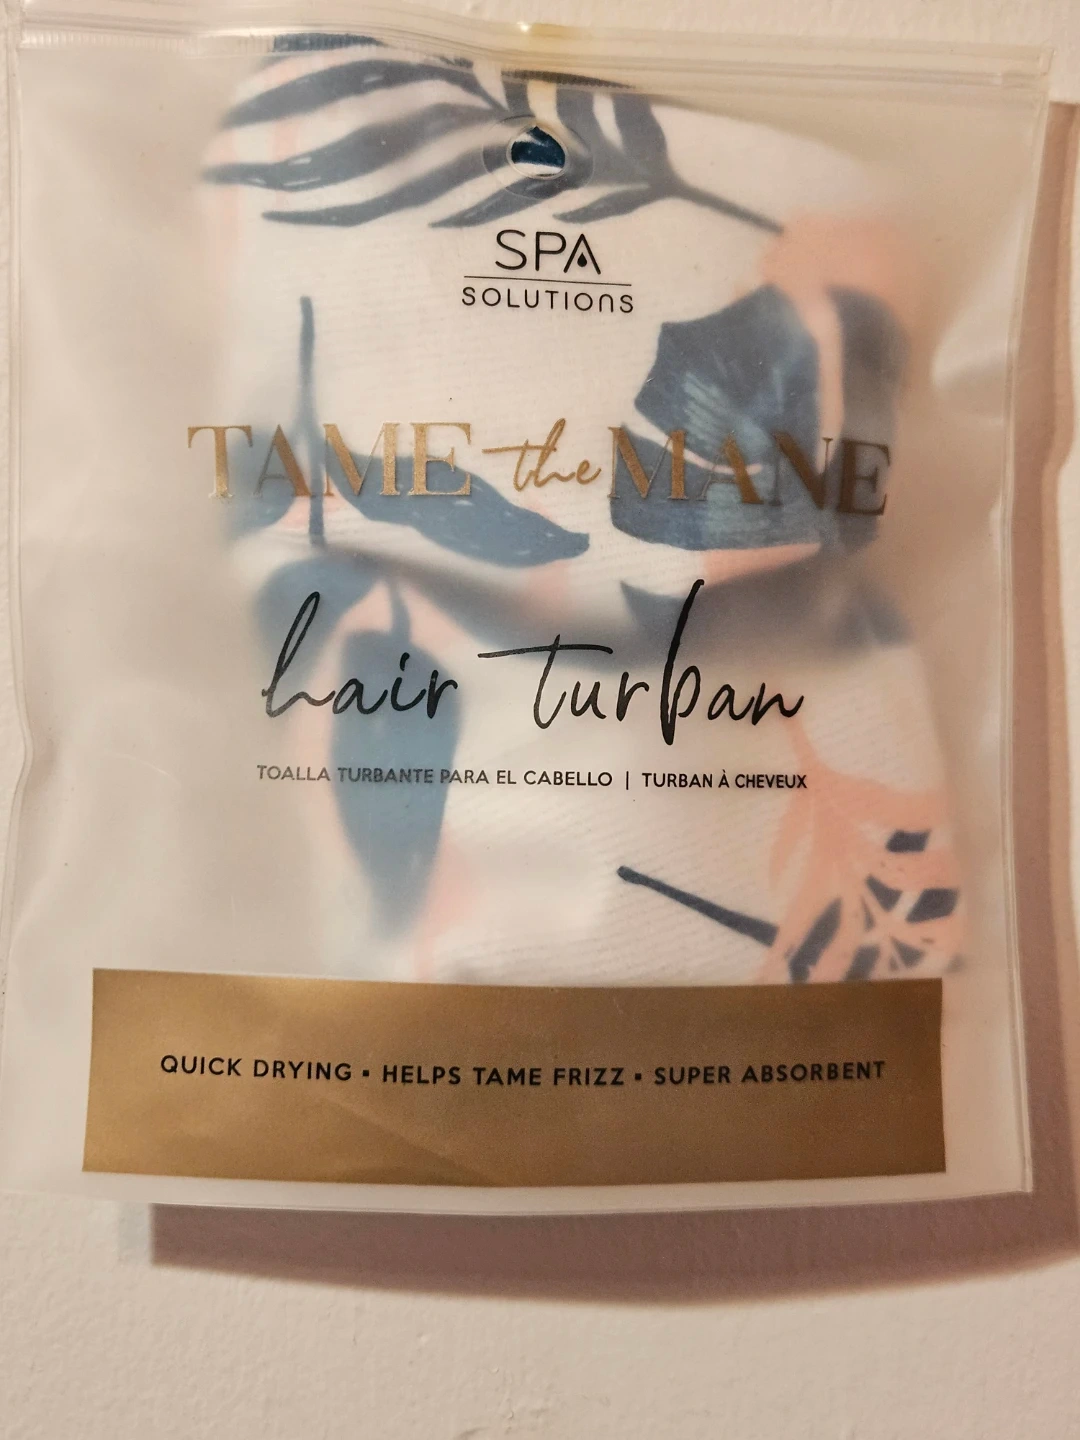 SPA
SOLUTIONS
TAME the MANE
hair turban
TOALLA TURBANTE PARA EL CABELLO | TURBAN À CHEVEUX
QUICK DRYING ▪ HELPS TAME FRIZZ ▪ SUPER ABSORBENT